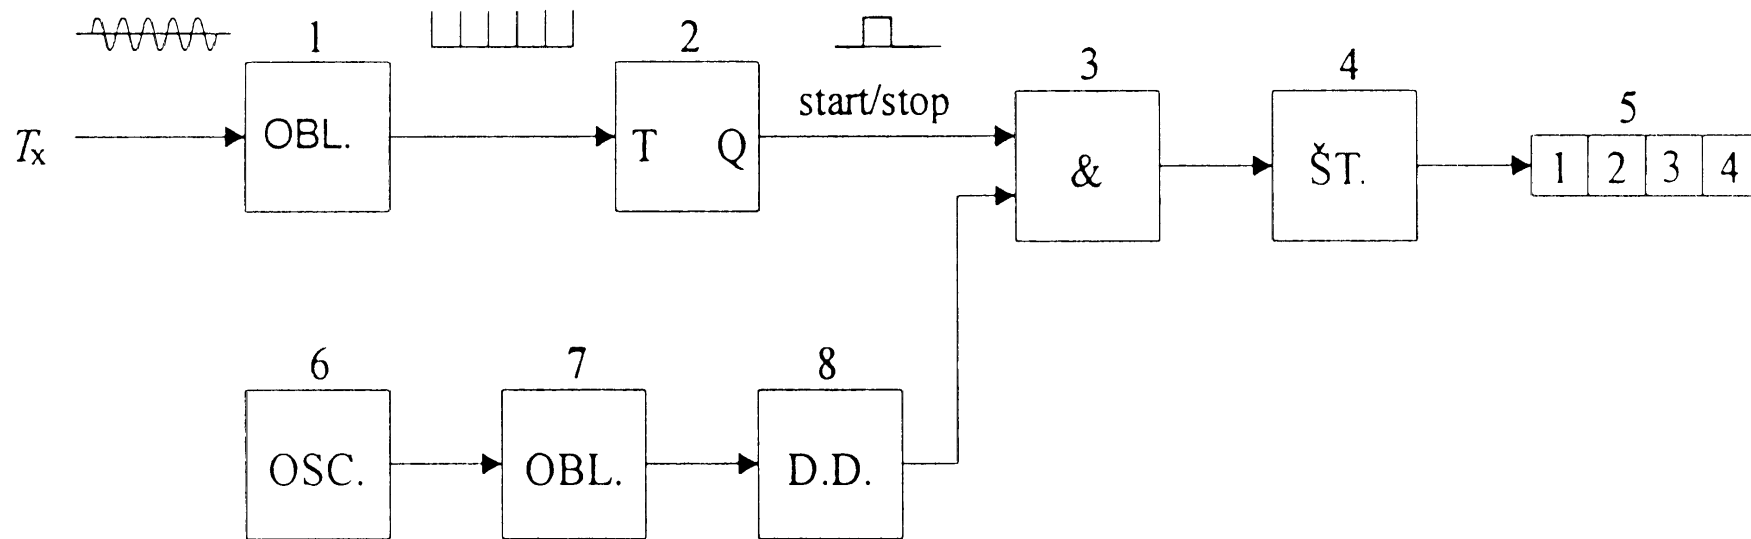 1
2
3
4
5
start/stop
Tx
OBL.
T Q
&
ŠT.
1 2 3 4
6
7
8
OSC.
OBL.
D.D.